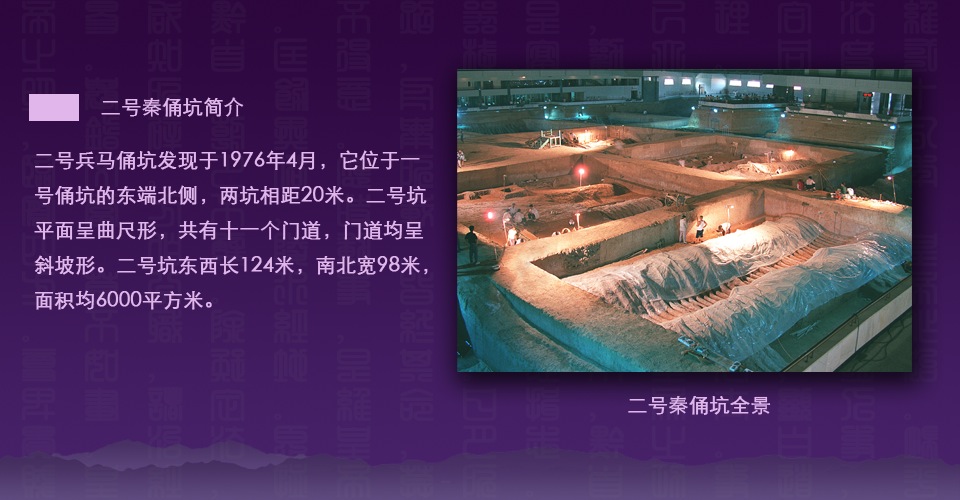 二号秦俑坑简介
二号兵马俑坑发现于1976年4月，它位于一
号俑坑的东端北侧，两坑相距20米。二号坑
平面呈曲尺形，共有十一个门道，门道均呈
斜坡形。二号坑东西长124米，南北宽98米，
面积均6000平方米。
二号秦俑坑全景